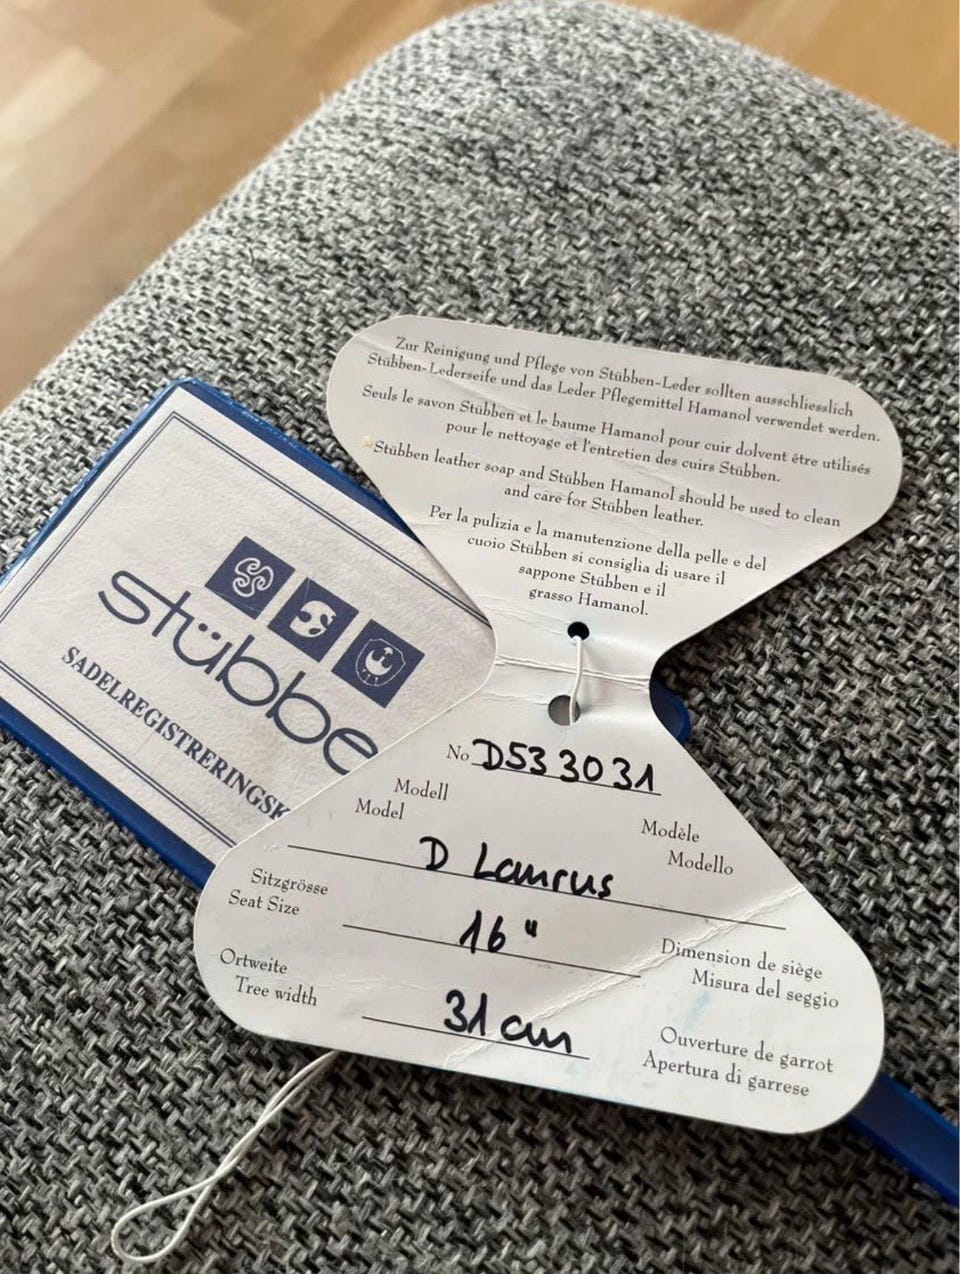 Zur Reinigung und Pflege von Stübben-Leder sollten ausschliesslich
Stübben-Lederseife und das Leder Pflegemittel Hamanol verwendet werden.
Seuls le savon Stübben et le baume Hamanol pour cuir dolvent être utilisés
pour le nettoyage et l'entretien des cuirs Stübben.
Stübben leather soap and Stübben Hamanol should be used to clean
and care for Stübben leather.
Per la pulizia e la manutenzione della pelle e del
cuoio Stübben si consiglia di usare il
sappone Stübben e il
grasso Hamanol.
stübbe
SADELREGISTRERINGSK
No D533031
Modell
Model
Modèle
Modello
D Laurus
Sitzgrösse
Seat Size
16"
Dimension de siège
Misura del seggio
Ortweite
Tree width
31 cm
Ouverture de garrot
Apertura di garrese